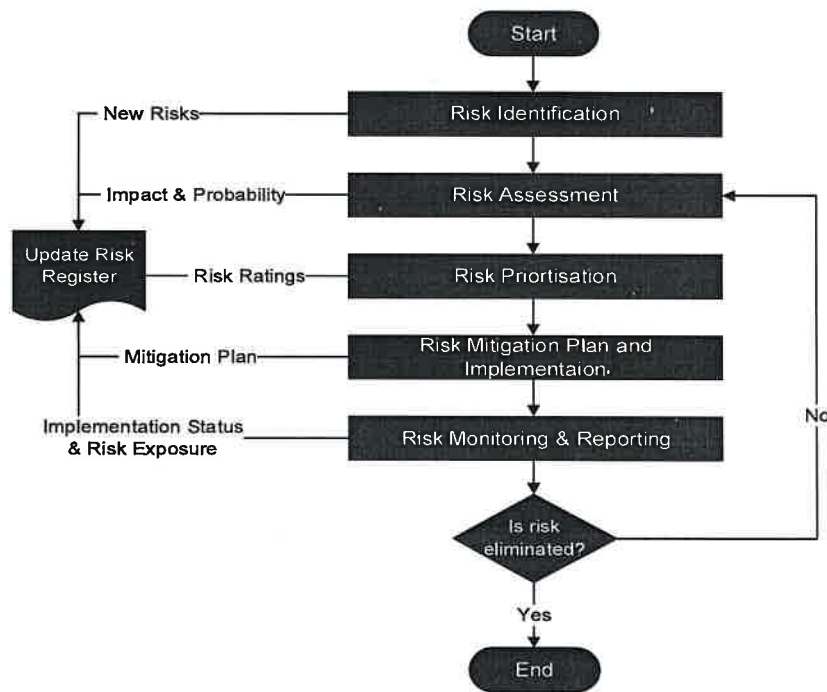 Start
New Risks
Risk Identification
Impact & Probability
Risk Assessment
Update Risk
Register
Risk Ratings
Risk Priortisation
Mitigation Plan
Risk Mitigation Plan and
Implementaion.
Implementation Status
& Risk Exposure
Risk Monitoring & Reporting
No
Is risk
eliminated?
Yes
End